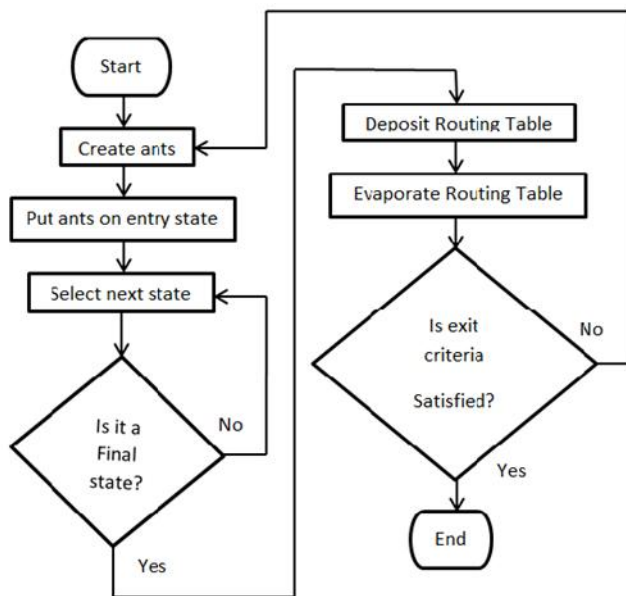 Start
Create ants
Put ants on entry state
Select next state
Is it a
Final
state?
No
Yes
Deposit Routing Table
Evaporate Routing Table
Is exit
criteria
Satisfied?
No
Yes
End